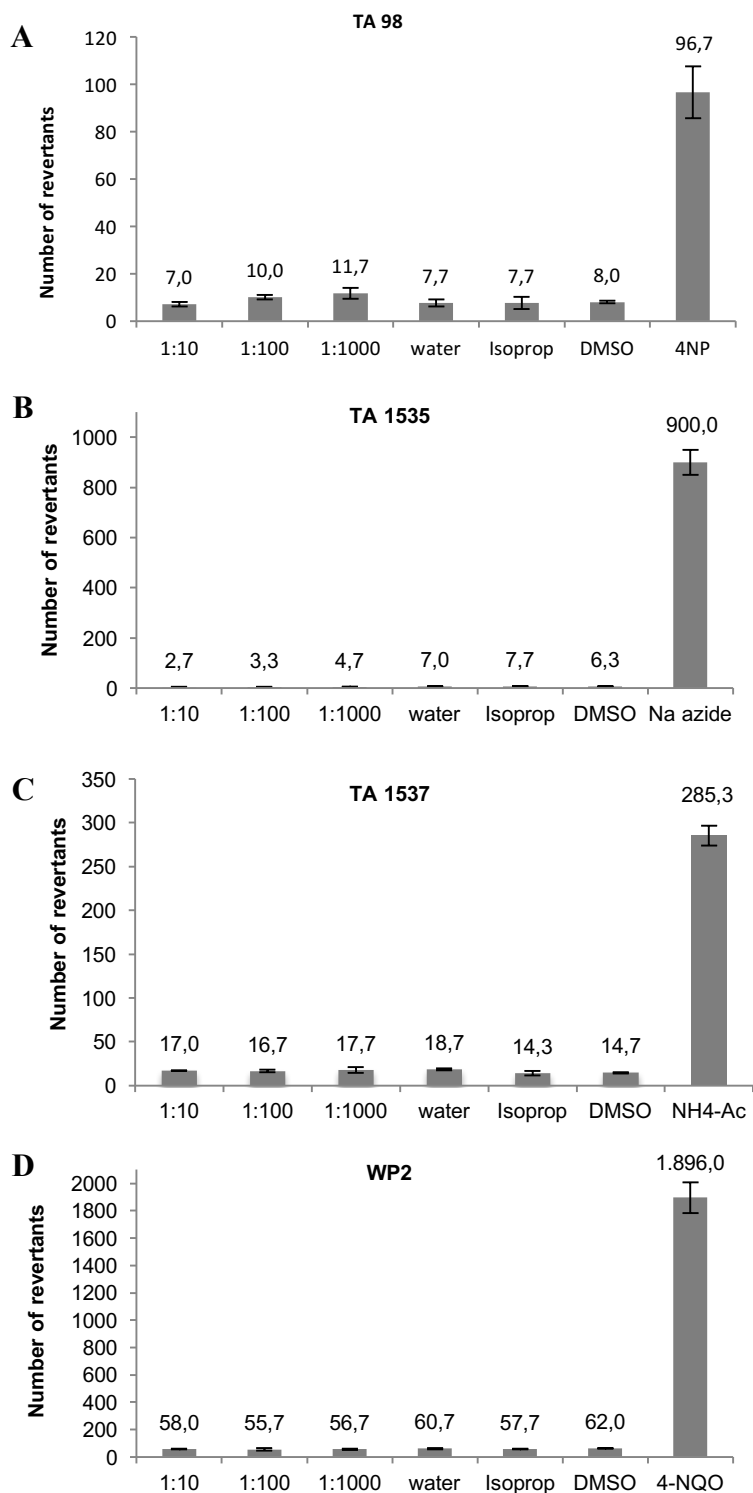 A
TA 98
Number of revertants
120
100
80
60
40
20
0
7,0 10,0 11,7 7,7 7,7 8,0 96,7
1:10 1:100 1:1000 water Isoprop DMSO 4NP
B
TA 1535
Number of revertants
1000
800
600
400
200
0
2,7 3,3 4,7 7,0 7,7 6,3 900,0
1:10 1:100 1:1000 water Isoprop DMSO Na azide
C
TA 1537
Number of revertants
350
300
250
200
150
100
50
0
17,0 16,7 17,7 18,7 14,3 14,7 285,3
1:10 1:100 1:1000 water Isoprop DMSO NH4-Ac
D
WP2
Number of revertants
2000
1800
1600
1400
1200
1000
800
600
400
200
0
58,0 55,7 56,7 60,7 57,7 62,0 1.896,0
1:10 1:100 1:1000 water Isoprop DMSO 4-NQO